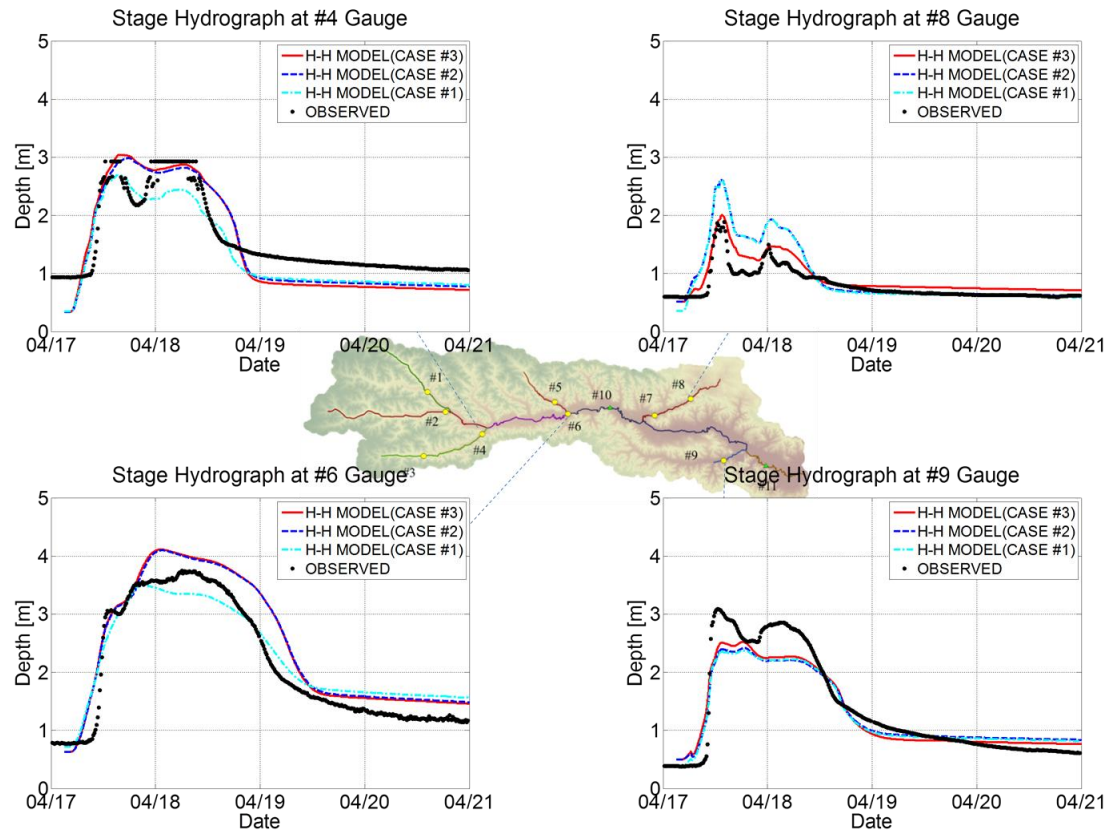 Stage Hydrograph at #4 Gauge
5
4
3
2
1
0
Depth [m]
H-H MODEL(CASE #3)
H-H MODEL(CASE #2)
H-H MODEL(CASE #1)
OBSERVED
04/17 04/18 04/19 04/20 04/21
Date
Stage Hydrograph at #8 Gauge
5
4
3
2
1
0
Depth [m]
H-H MODEL(CASE #3)
H-H MODEL(CASE #2)
H-H MODEL(CASE #1)
OBSERVED
04/17 04/18 04/19 04/20 04/21
Date
#1
#2
#3
#4
#5
#6
#10
#7
#8
#9
#11
Stage Hydrograph at #6 Gauge
5
4
3
2
1
0
Depth [m]
H-H MODEL(CASE #3)
H-H MODEL(CASE #2)
H-H MODEL(CASE #1)
OBSERVED
04/17 04/18 04/19 04/20 04/21
Date
Stage Hydrograph at #9 Gauge
5
4
3
2
1
0
Depth [m]
H-H MODEL(CASE #3)
H-H MODEL(CASE #2)
H-H MODEL(CASE #1)
OBSERVED
04/17 04/18 04/19 04/20 04/21
Date